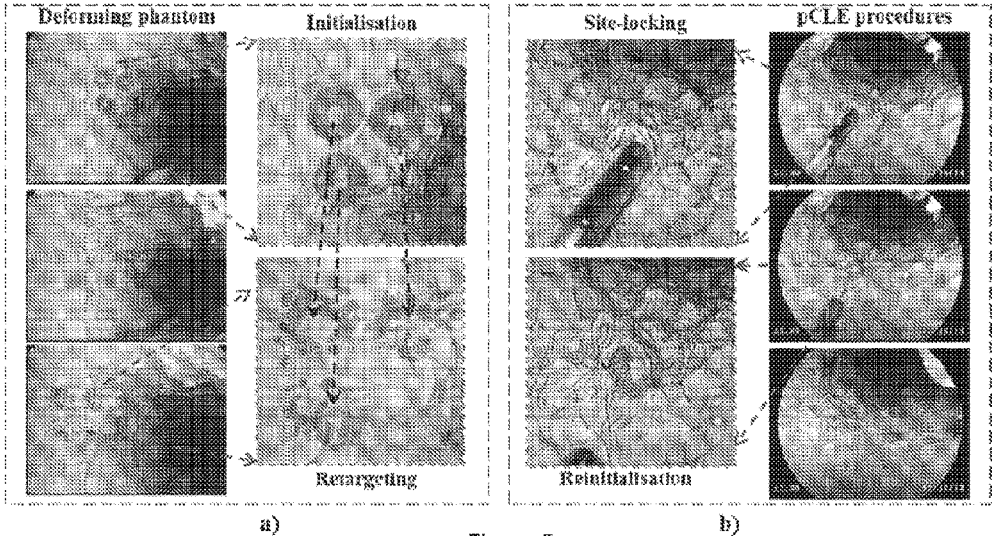 Deforming phantom
Initialisation
Retargeting
a)
Site-locking
pCLE procedures
Reinitialisation
b)